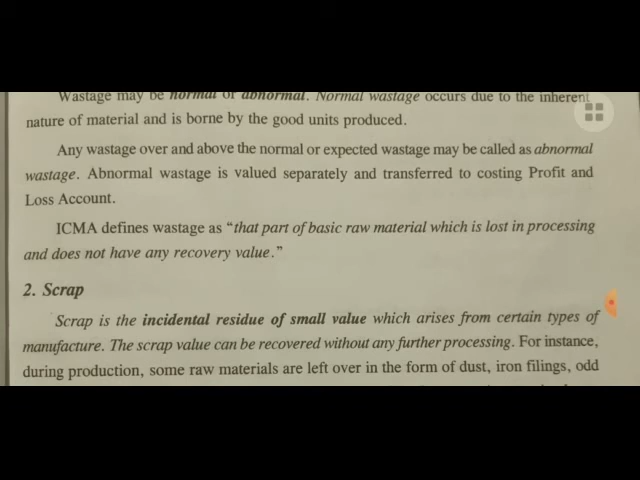 Wastage may be normal or abnormal. Normal wastage occurs due to the inherent
nature of material and is borne by the good units produced.
Any wastage over and above the normal or expected wastage may be called as abnormal
wastage. Abnormal wastage is valued separately and transferred to costing Profit and
Loss Account.
ICMA defines wastage as “that part of basic raw material which is lost in processing
and does not have any recovery value.”
2. Scrap
Scrap is the incidental residue of small value which arises from certain types of
manufacture. The scrap value can be recovered without any further processing. For instance,
during production, some raw materials are left over in the form of dust, iron filings, odd